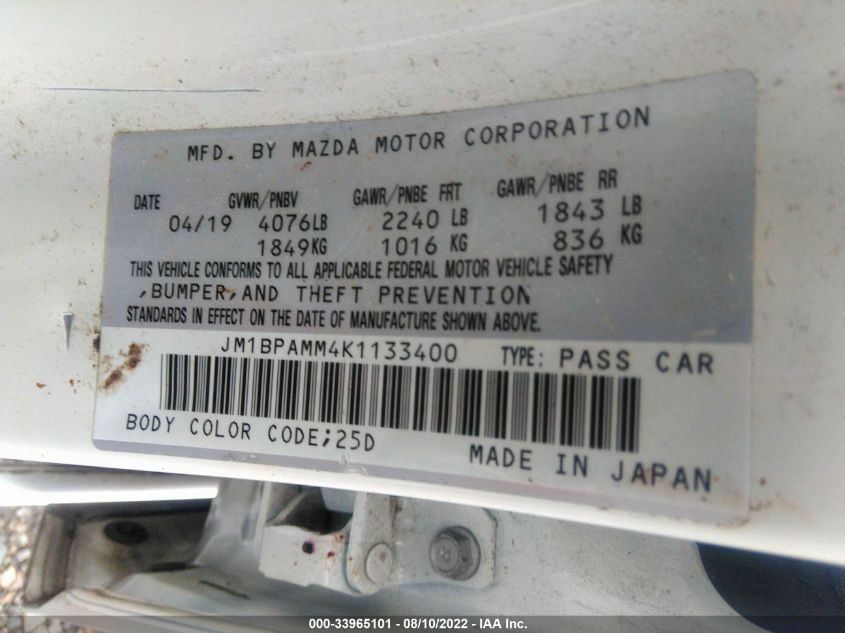 MFD. BY MAZDA MOTOR CORPORATION
DATE GVWR/PNBV GAWR/PNBE FRT GAWR/PNBE RR
04/19 4076LB 2240 LB 1843 LB
1849KG 1016 KG 836 KG
THIS VEHICLE CONFORMS TO ALL APPLICABLE FEDERAL MOTOR VEHICLE SAFETY
,BUMPER,AND THEFT PREVENTION
STANDARDS IN EFFECT ON THE DATE OF MANUFACTURE SHOWN ABOVE.
JM1BPAMM4K1133400 TYPE: PASS CAR
BODY COLOR CODE;25D
MADE IN JAPAN
000-33965101 - 08/10/2022 - IAA Inc.